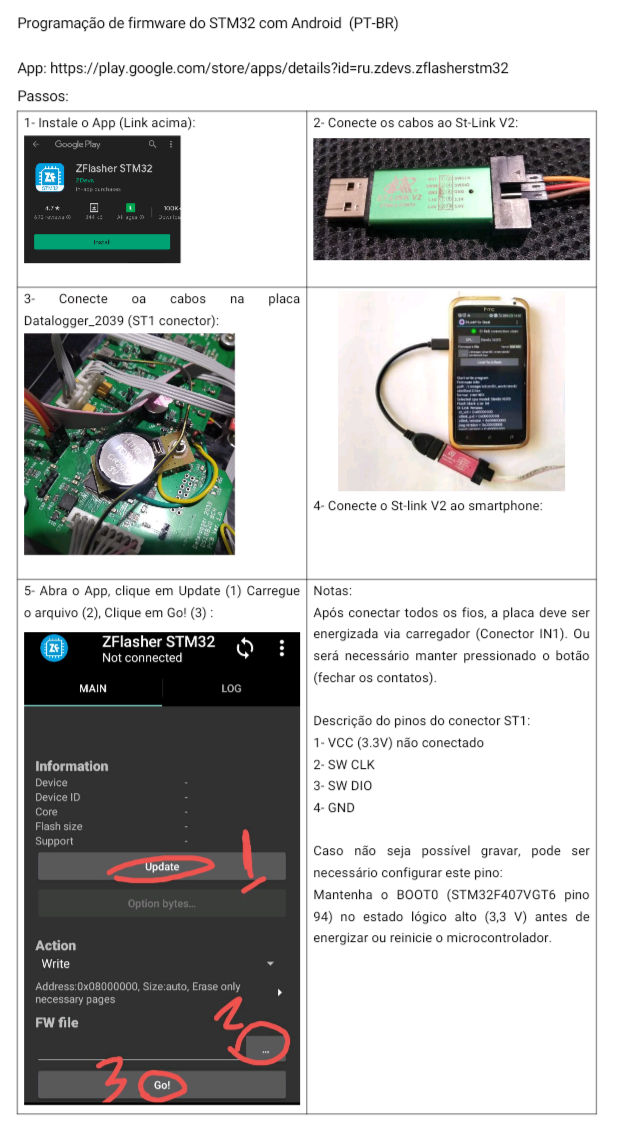 Programação de firmware do STM32 com Android (PT-BR)
App: https://play.google.com/store/apps/details?id=ru.zdevs.zflasherstm32
Passos:
1- Instale o App (Link acima):
Google Play
ZFlasher STM32
ZDevs
In-app purchases
4.7★
100K+
Install
2- Conecte os cabos ao St-Link V2:
3- Conecte oa cabos na placa
Datalogger_2039 (ST1 conector):
4- Conecte o St-link V2 ao smartphone:
5- Abra o App, clique em Update (1) Carregue
o arquivo (2), Clique em Go! (3) :
ZFlasher STM32
Not connected
MAIN
LOG
Information
Device -
Device ID -
Core -
Flash size -
Support -
Update
1
Option bytes...
Action
Write
Address:0x08000000, Size:auto, Erase only
necessary pages
FW file
2
...
3
Go!
Notas:
Após conectar todos os fios, a placa deve ser
energizada via carregador (Conector IN1). Ou
será necessário manter pressionado o botão
(fechar os contatos).
Descrição do pinos do conector ST1:
1- VCC (3.3V) não conectado
2- SW CLK
3- SW DIO
4- GND
Caso não seja possível gravar, pode ser
necessário configurar este pino:
Mantenha o BOOT0 (STM32F407VGT6 pino
94) no estado lógico alto (3,3 V) antes de
energizar ou reinicie o microcontrolador.